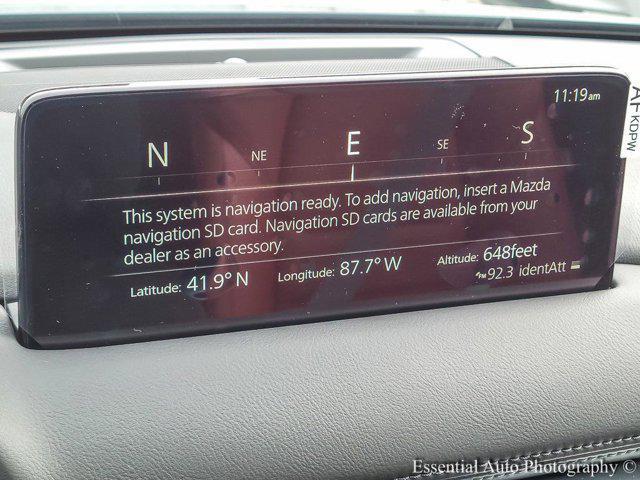 11:19am
N NE E SE S
This system is navigation ready. To add navigation, insert a Mazda
navigation SD card. Navigation SD cards are available from your
dealer as an accessory.
Latitude: 41.9° N Longitude: 87.7° W Altitude: 648feet
FM 92.3 identAtt
KDPW
Essential Auto Photography ©